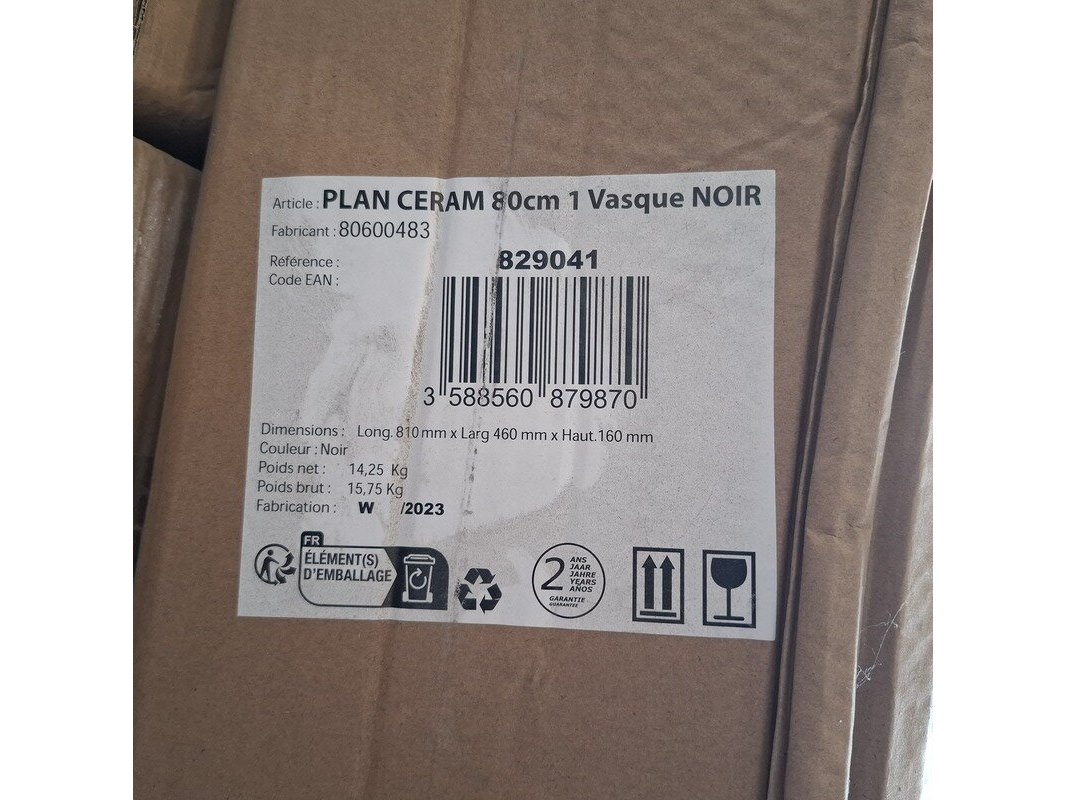 Article : PLAN CERAM 80cm 1 Vasque NOIR
Fabricant : 80600483
Référence : 829041
Code EAN :
3 588560 879870
Dimensions : Long. 810 mm x Larg 460 mm x Haut. 160 mm
Couleur : Noir
Poids net : 14,25 Kg
Poids brut : 15,75 Kg
Fabrication : W /2023
FR
ÉLÉMENT(S)
D'EMBALLAGE
2 ANS
JAAR
JAHRE
YEARS
AÑOS
GARANTIE
GUARANTEE